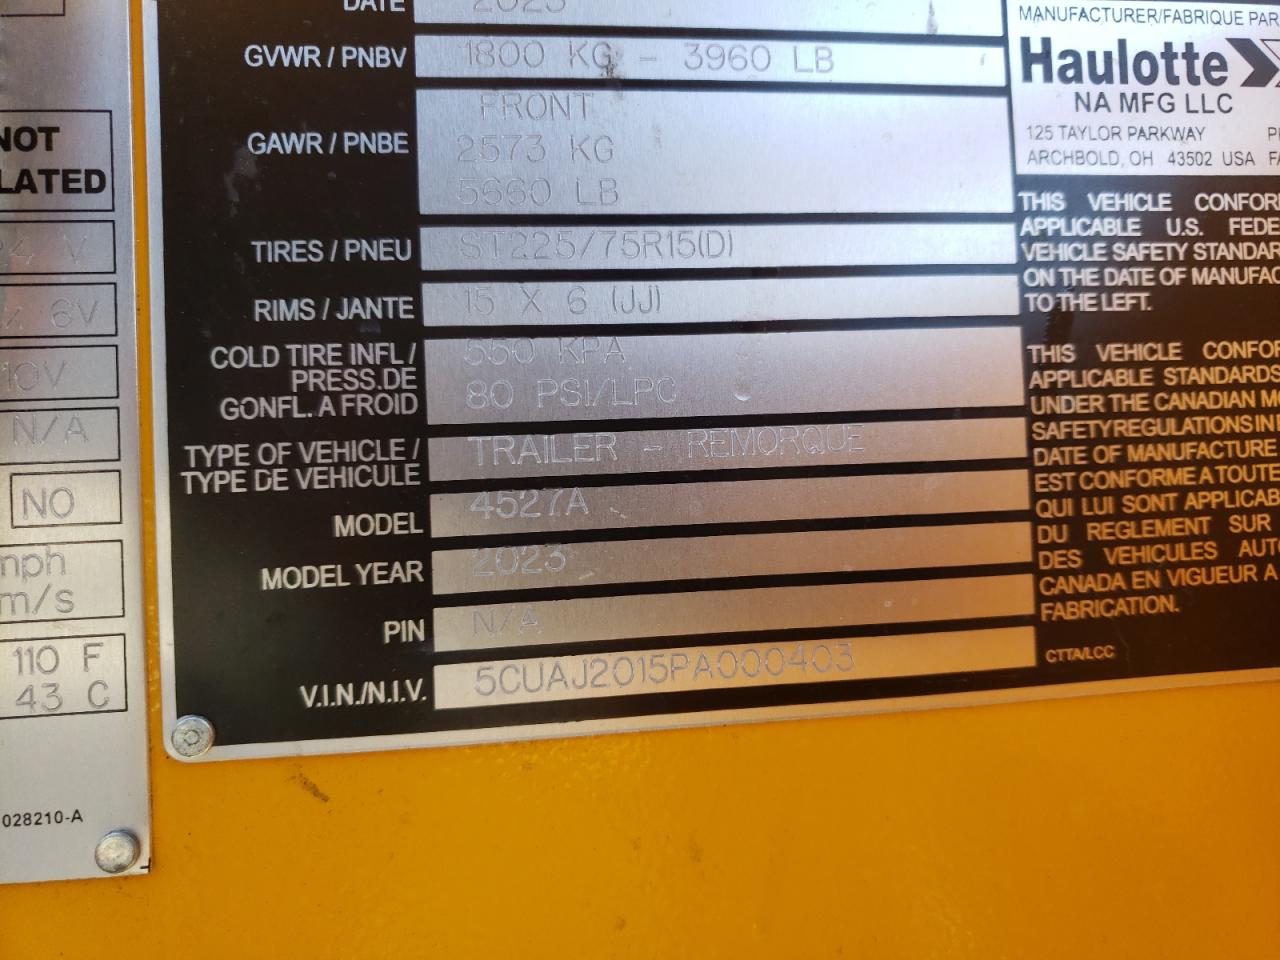 NOT
LATED
24 V
6V
10V
N/A
NO
mph
m/s
110 F
43 C
028210-A
DATE 2023
GVWR / PNBV 1800 KG - 3960 LB
GAWR / PNBE FRONT
2573 KG
5660 LB
TIRES / PNEU ST225/75R15(D)
RIMS / JANTE 15 X 6 (JJ)
COLD TIRE INFL / 550 KPA
PRESS.DE 80 PSI/LPC
GONFL. A FROID
TYPE OF VEHICLE / TRAILER - REMORQUE
TYPE DE VEHICULE
MODEL 4527A
MODEL YEAR 2023
PIN N/A
V.I.N./N.I.V. 5CUAJ2015PA000403
MANUFACTURER/FABRIQUE PAR
Haulotte
NA MFG LLC
125 TAYLOR PARKWAY
ARCHBOLD, OH 43502 USA
THIS VEHICLE CONFOR
APPLICABLE U.S. FEDE
VEHICLE SAFETY STANDAR
ON THE DATE OF MANUFAC
TO THE LEFT.
THIS VEHICLE CONFOR
APPLICABLE STANDARDS
UNDER THE CANADIAN MO
SAFETY REGULATIONS IN
DATE OF MANUFACTURE
EST CONFORME A TOUTE
QUI LUI SONT APPLICAB
DU REGLEMENT SUR
DES VEHICULES AUTO
CANADA EN VIGUEUR A
FABRICATION.
CTTA/LCC